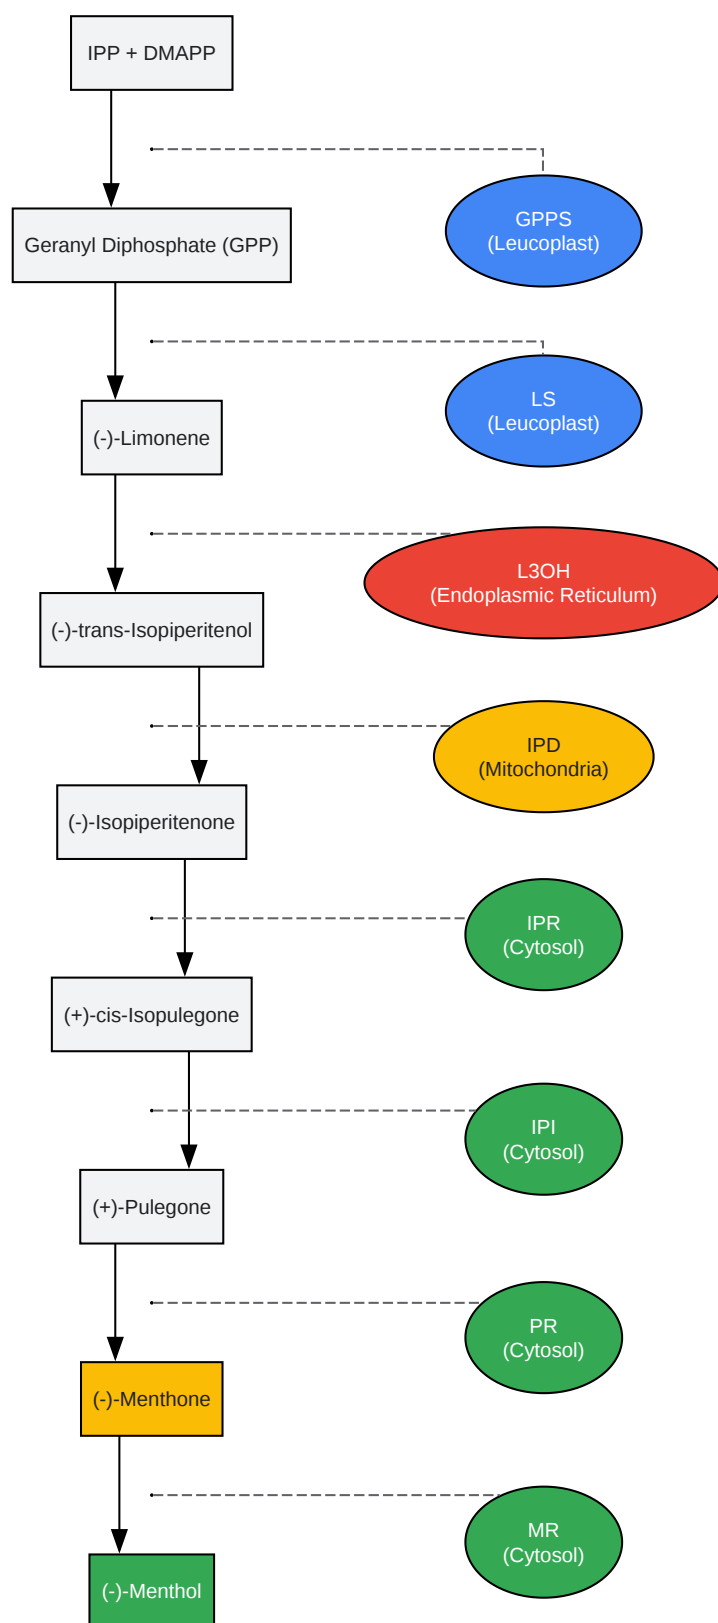 IPP + DMAPP
GPPS
(Leucoplast)
Geranyl Diphosphate (GPP)
LS
(Leucoplast)
(-)-Limonene
L3OH
(Endoplasmic Reticulum)
(-)-trans-Isopiperitenol
IPD
(Mitochondria)
(-)-Isopiperitenone
IPR
(Cytosol)
(+)-cis-Isopulegone
IPI
(Cytosol)
(+)-Pulegone
PR
(Cytosol)
(-)-Menthone
MR
(Cytosol)
(-)-Menthol